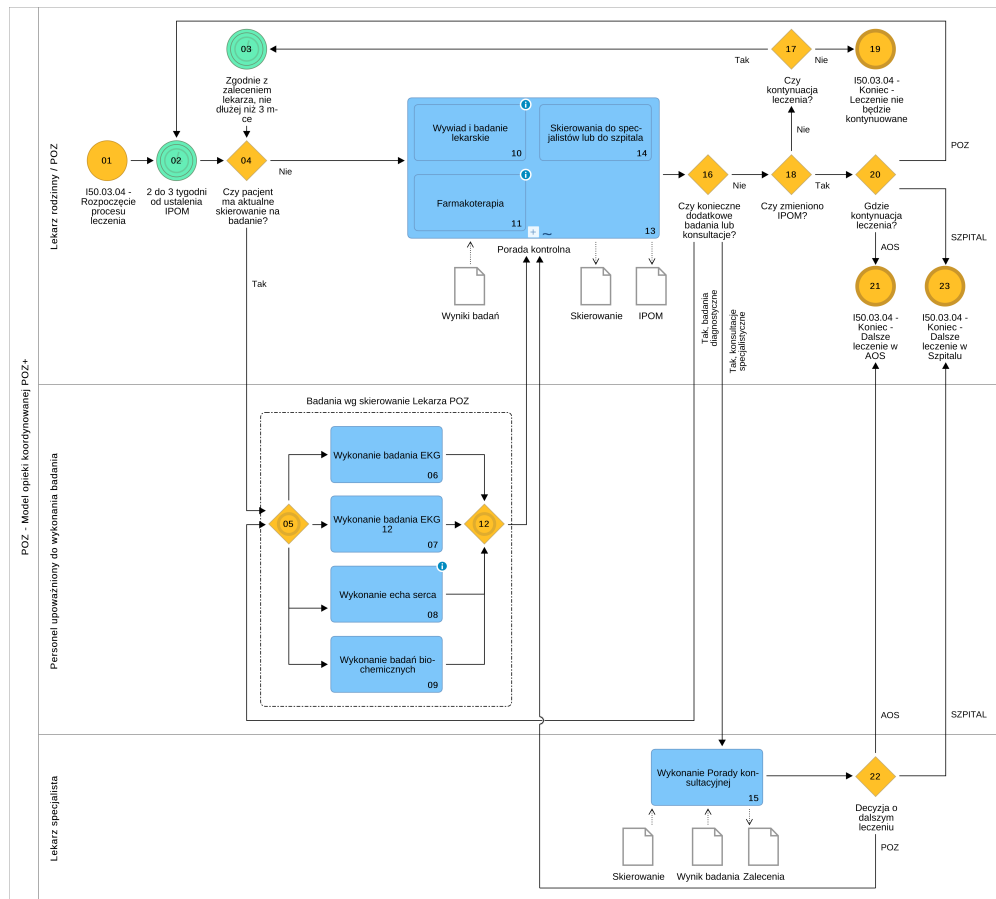 POZ - Model opieki koordynowanej POZ+
Lekarz rodzinny / POZ
01
I50.03.04 -
Rozpoczęcie
procesu
leczenia
02
2 do 3 tygodni
od ustalenia
IPOM
03
Zgodnie z
zaleceniem
lekarza, nie
dłużej niż 3 m-
ce
04
Czy pacjent
ma aktualne
skierowanie na
badanie?
Nie
Tak
Wywiad i badanie
lekarskie
10
Skierowania do spec-
jalistów lub do szpitala
14
Farmakoterapia
11
13
Porada kontrolna
Wyniki badań
Skierowanie
IPOM
16
Czy konieczne
dodatkowe
badania lub
konsultacje?
Nie
Tak, badania
diagnostyczne
Tak, konsultacje
specjalistyczne
17
Czy
kontynuacja
leczenia?
Tak
Nie
18
Czy zmieniono
IPOM?
Nie
Tak
19
I50.03.04 -
Koniec -
Leczenie nie
będzie
kontynuowane
20
Gdzie
kontynuacja
leczenia?
POZ
SZPITAL
AOS
21
I50.03.04 -
Koniec -
Dalsze
leczenie w
AOS
23
I50.03.04 -
Koniec -
Dalsze
leczenie w
Szpitalu
Personel upoważniony do wykonania badania
Badania wg skierowanie Lekarza POZ
05
Wykonanie badania EKG
06
Wykonanie badania EKG
12
07
Wykonanie echa serca
08
Wykonanie badań bio-
chemicznych
09
12
AOS
SZPITAL
Lekarz specjalista
Wykonanie Porady kon-
sultacyjnej
15
Skierowanie
Wynik badania
Zalecenia
22
Decyzja o
dalszym
leczeniu
POZ